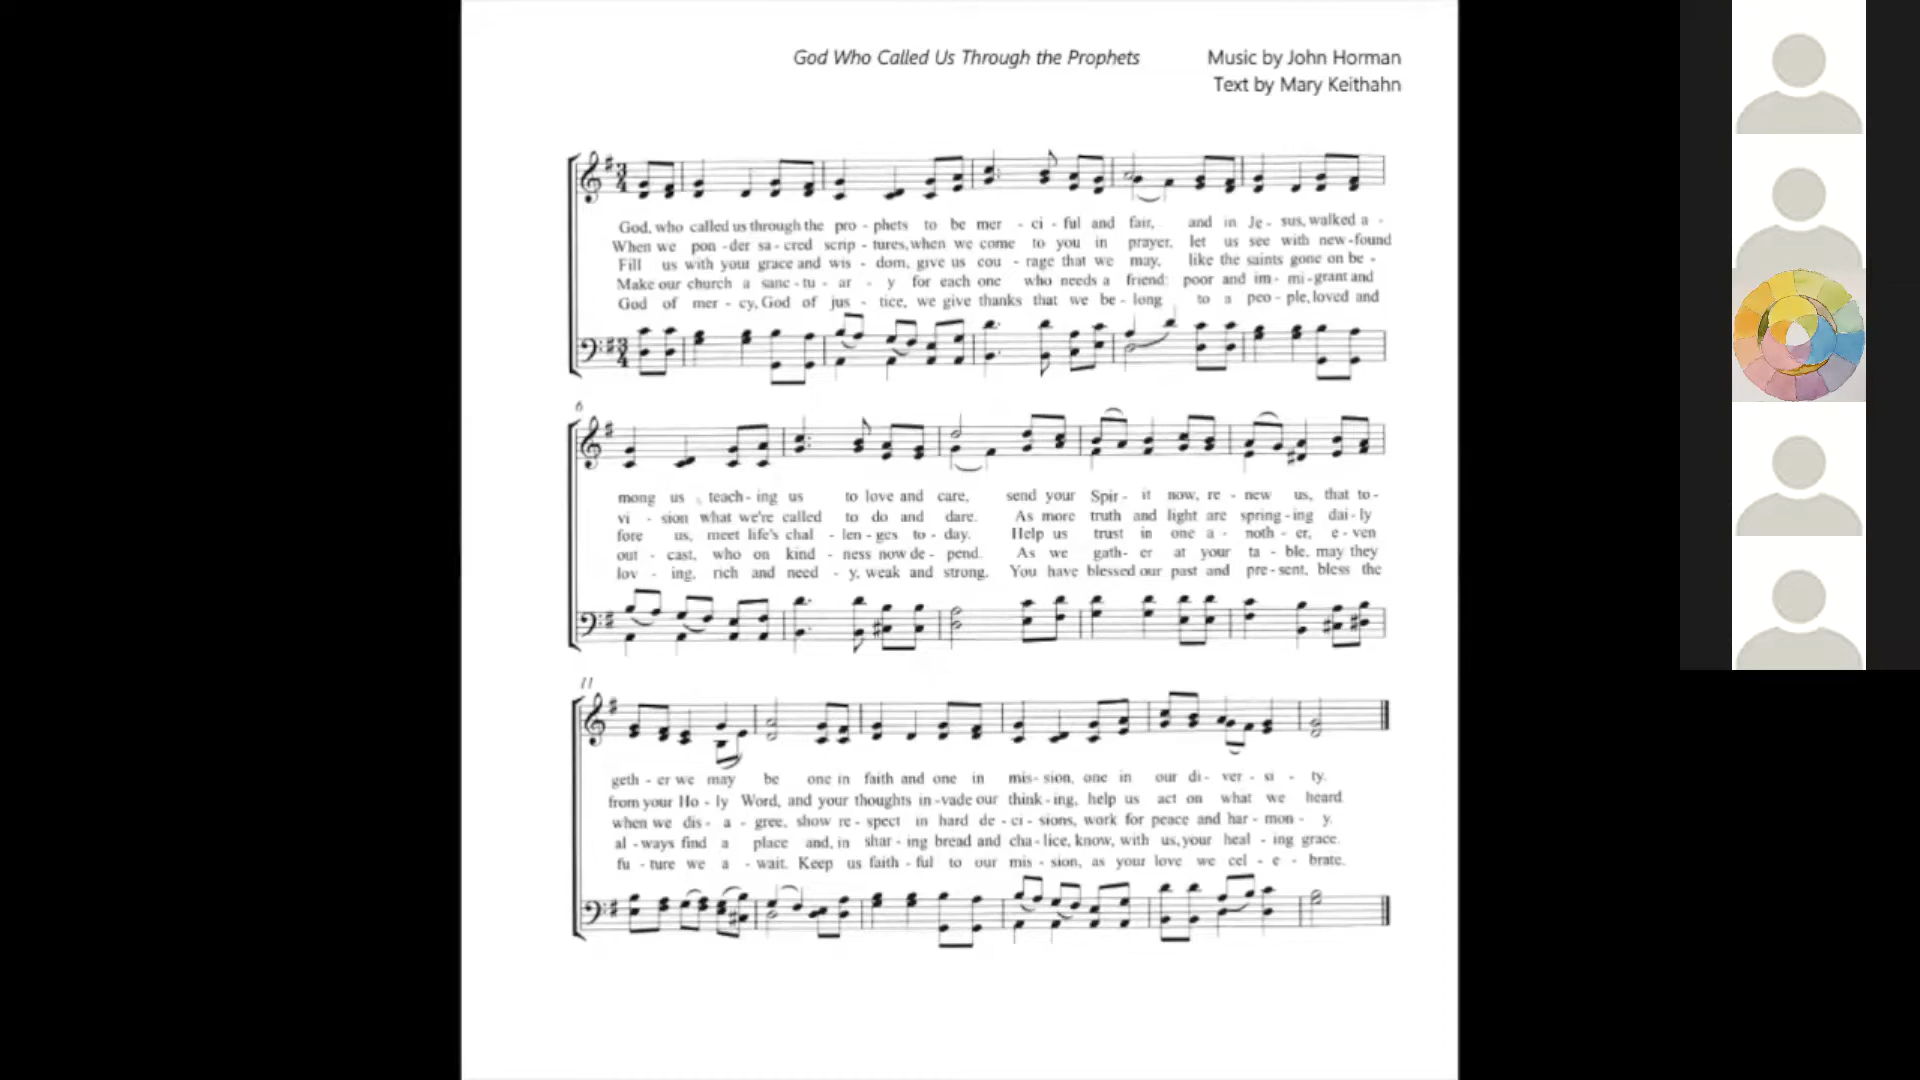 God Who Called Us Through the Prophets
Music by John Horman
Text by Mary Keithahn
God, who called us through the pro - phets to be mer - ci - ful and fair, and in Je - sus, walked a -
When we pon - der sa - cred scrip - tures, when we come to you in prayer, let us see with new - found
Fill us with your grace and wis - dom, give us cou - rage that we may, like the saints gone on be -
Make our church a sanc - tu - ar - y for each one who needs a friend: poor and im - mi - grant and
God of mer - cy, God of jus - tice, we give thanks that we be - long to a peo - ple, loved and
6
mong us, teach - ing us to love and care, send your Spir - it now, re - new us, that to -
vi - sion what we're called to do and dare. As more truth and light are spring - ing dai - ly
fore us, meet life's chal - len - ges to - day. Help us trust in one a - noth - er, e - ven
out - cast, who on kind - ness now de - pend. As we gath - er at your ta - ble, may they
lov - ing, rich and need - y, weak and strong. You have blessed our past and pre - sent, bless the
11
geth - er we may be one in faith and one in mis - sion, one in our di - ver - si - ty.
from your Ho - ly Word, and your thoughts in - vade our think - ing, help us act on what we heard.
when we dis - a - gree, show re - spect in hard de - ci - sions, work for peace and har - mon - y.
al - ways find a place and, in shar - ing bread and cha - lice, know, with us, your heal - ing grace.
fu - ture we a - wait. Keep us faith - ful to our mis - sion, as your love we cel - e - brate.